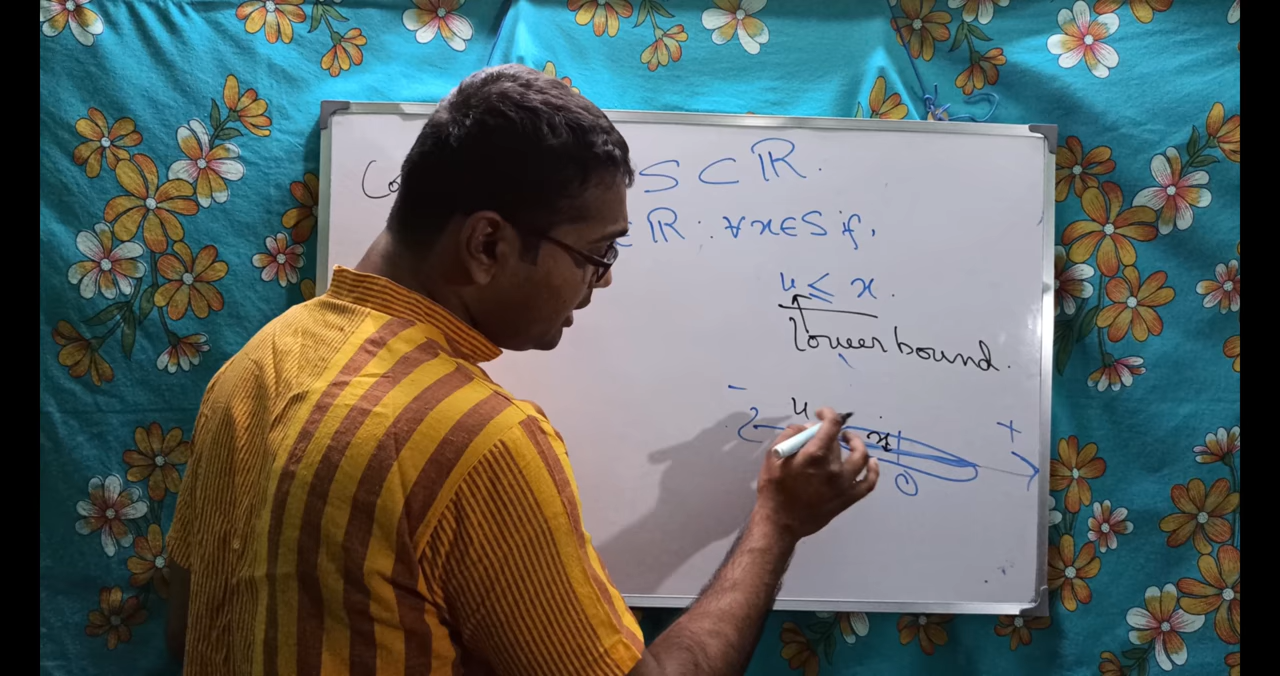 S ⊂ ℝ.
∈ ℝ : ∀x∈S if,
u ≤ x.
lower bound.
- u x +
0